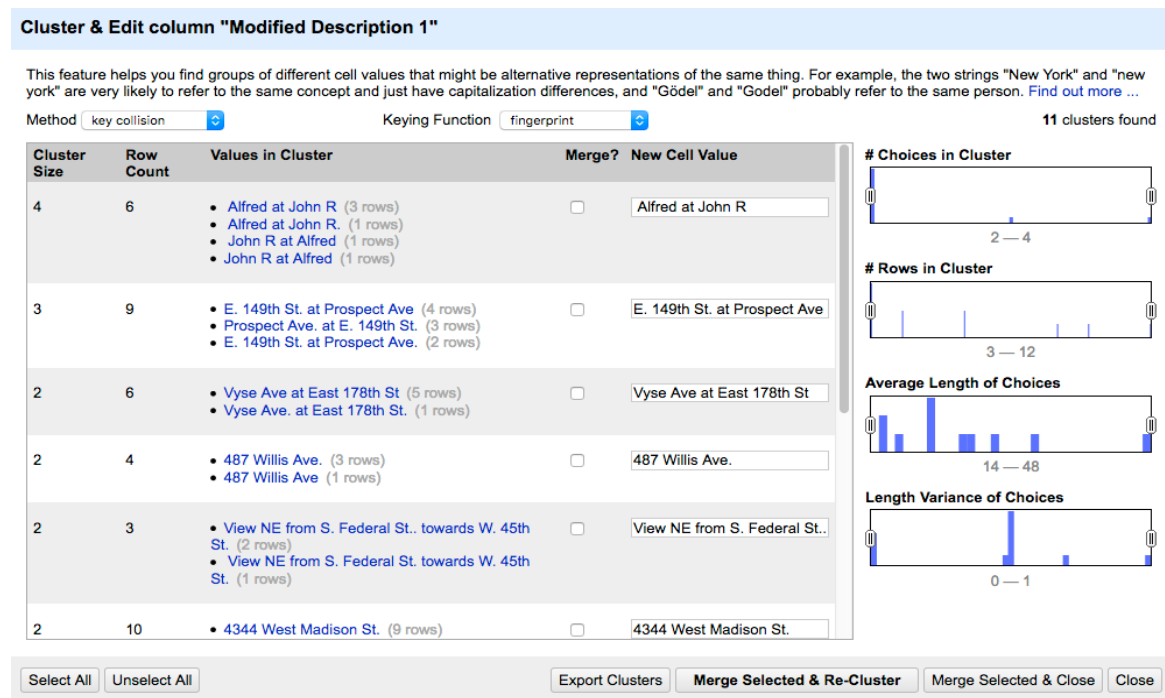 Cluster & Edit column "Modified Description 1"
This feature helps you find groups of different cell values that might be alternative representations of the same thing. For example, the two strings "New York" and "new
york" are very likely to refer to the same concept and just have capitalization differences, and "Gödel" and "Godel" probably refer to the same person. Find out more ...
Method key collision Keying Function fingerprint 11 clusters found
Cluster Size Row Count Values in Cluster Merge? New Cell Value
4 6 • Alfred at John R (3 rows) Alfred at John R
• Alfred at John R. (1 rows)
• John R at Alfred (1 rows)
• John R at Alfred (1 rows)
3 9 • E. 149th St. at Prospect Ave (4 rows) E. 149th St. at Prospect Ave
• Prospect Ave. at E. 149th St. (3 rows)
• E. 149th St. at Prospect Ave. (2 rows)
2 6 • Vyse Ave at East 178th St (5 rows) Vyse Ave at East 178th St
• Vyse Ave. at East 178th St. (1 rows)
2 4 • 487 Willis Ave. (3 rows) 487 Willis Ave.
• 487 Willis Ave (1 rows)
2 3 • View NE from S. Federal St.. towards W. 45th View NE from S. Federal St..
St. (2 rows)
• View NE from S. Federal St. towards W. 45th
St. (1 rows)
2 10 • 4344 West Madison St. (9 rows) 4344 West Madison St.
# Choices in Cluster
2 — 4
# Rows in Cluster
3 — 12
Average Length of Choices
14 — 48
Length Variance of Choices
0 — 1
Select All Unselect All Export Clusters Merge Selected & Re-Cluster Merge Selected & Close Close